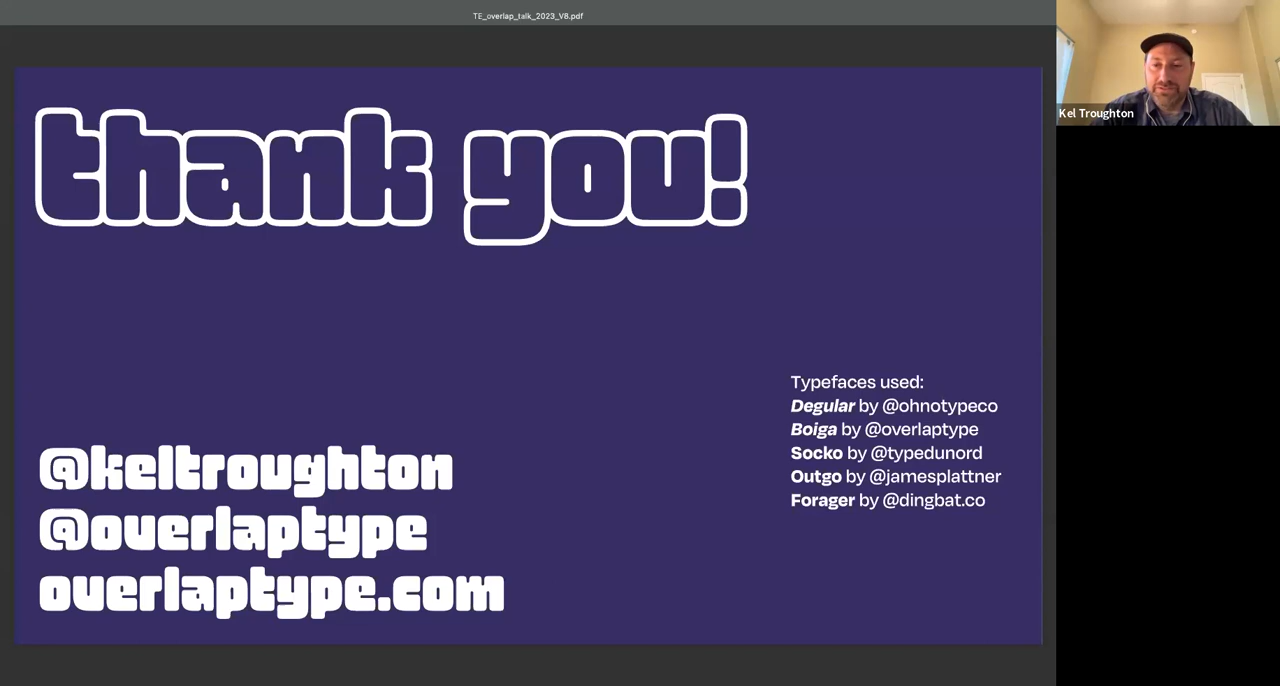 TE_overlap_talk_2023_V8.pdf
Kel Troughton
thank you!
Typefaces used:
Degular by @ohnotypeco
Boiga by @overlaptype
Socko by @typedunord
Outgo by @jamesplattner
Forager by @dingbat.co
@keltroughton
@overlaptype
overlaptype.com